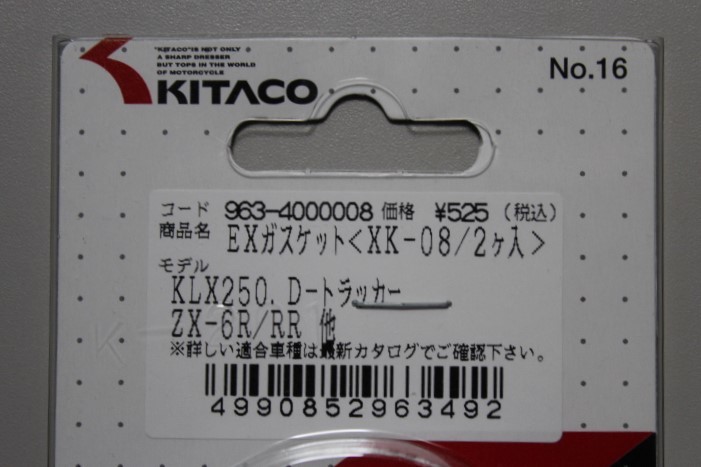 "KITACO" IS NOT ONLY
A SHARP DRESSER
BUT TOPS IN THE WORLD
OF MOTORCYCLE
KITACO
No.16
コード 963-4000008 価格 ¥525 (税込)
商品名 EXガスケット<XK-08/2ヶ入>
モデル
KLX250. D-トラッカー
ZX-6R/RR 他
※詳しい適合車種は最新カタログでご確認下さい。
4990852963492